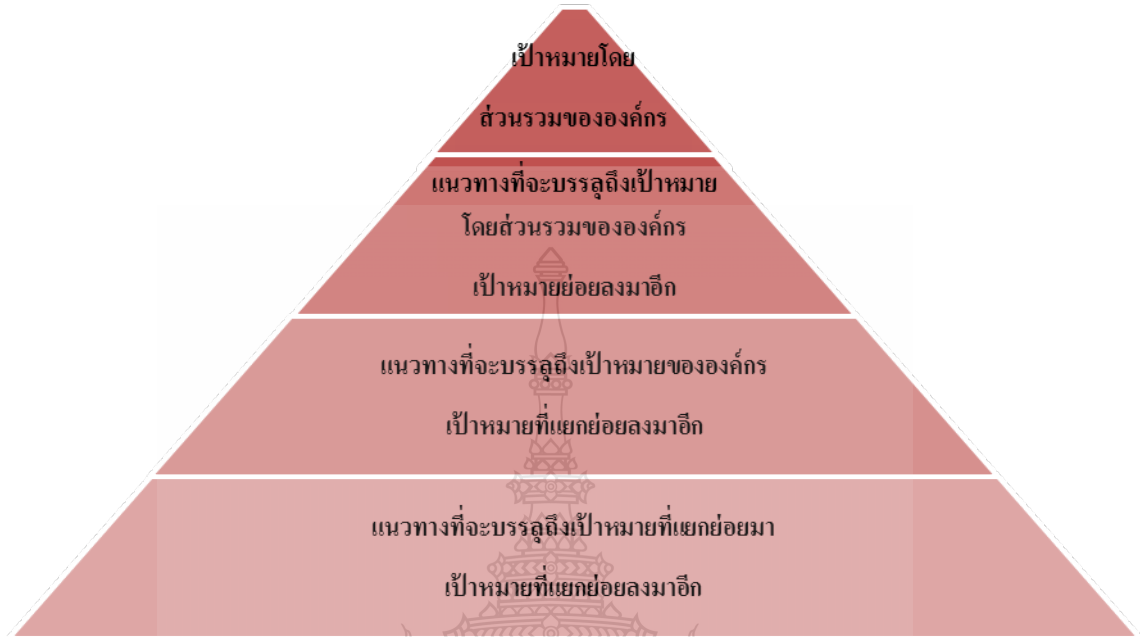 เป้าหมายโดย
ส่วนรวมขององค์กร
แนวทางที่จะบรรลุถึงเป้าหมาย
โดยส่วนรวมขององค์กร
เป้าหมายย่อยลงมาอีก
แนวทางที่จะบรรลุถึงเป้าหมายขององค์กร
เป้าหมายที่แยกย่อยลงมาอีก
แนวทางที่จะบรรลุถึงเป้าหมายที่แยกย่อยมา
เป้าหมายที่แยกย่อยลงมาอีก